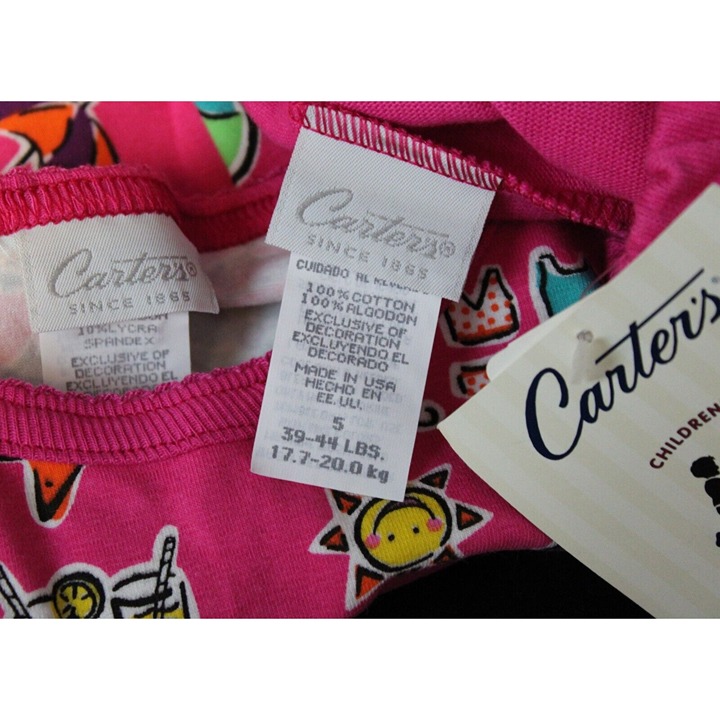 Carter's®
SINCE 1865
10% LYCRA
SPANDEX
EXCLUSIVE OF
DECORATION
EXCLUYENDO EL
Carter's®
SINCE 1865
CUIDADO AL
100% COTTON
100% ALGODON
EXCLUSIVE OF
DECORATION
EXCLUYENDO EL
DECORADO
MADE IN USA
HECHO EN
EE.UU.
5
39-44 LBS.
17.7-20.0 kg
Carter's
CHILDREN